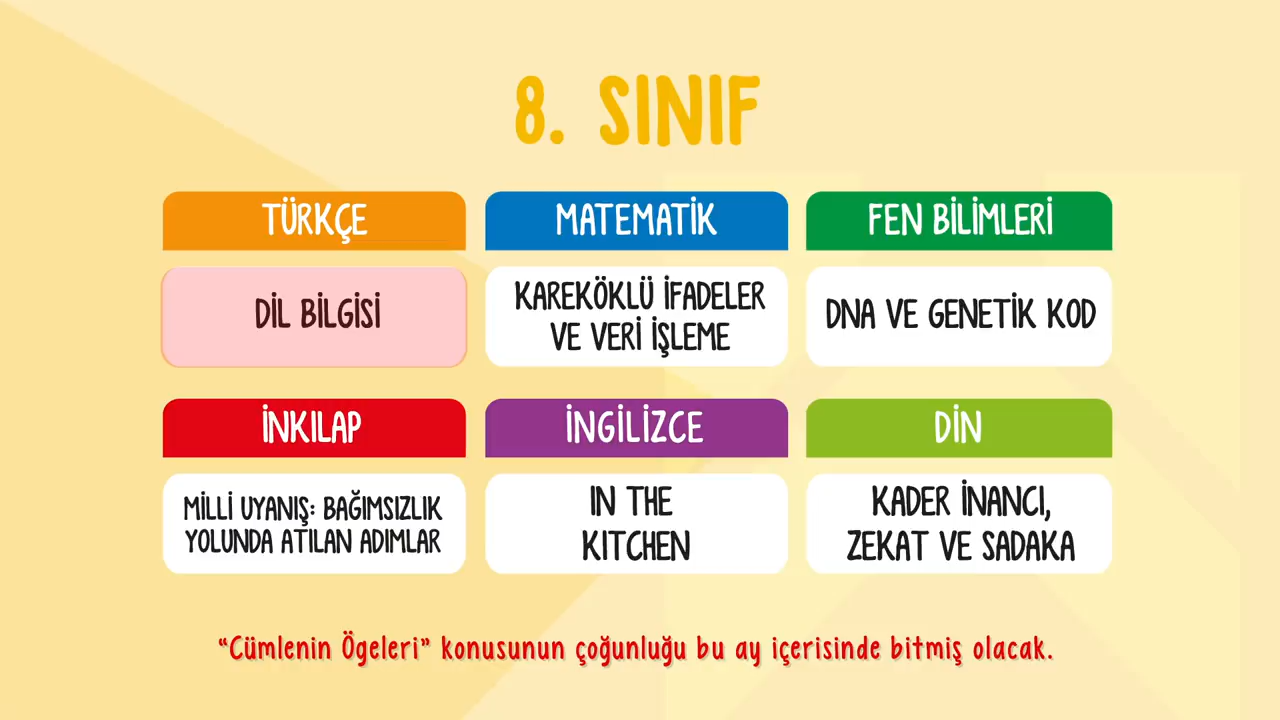 8. SINIF
TÜRKÇE
DİL BİLGİSİ
MATEMATİK
KAREKÖKLÜ İFADELER
VE VERİ İŞLEME
FEN BİLİMLERİ
DNA VE GENETİK KOD
İNKILAP
MİLLİ UYANIŞ: BAĞIMSIZLIK
YOLUNDA ATILAN ADIMLAR
İNGİLİZCE
IN THE
KITCHEN
DİN
KADER İNANCI,
ZEKAT VE SADAKA
"Cümlenin Ögeleri" konusunun çoğunluğu bu ay içerisinde bitmiş olacak.